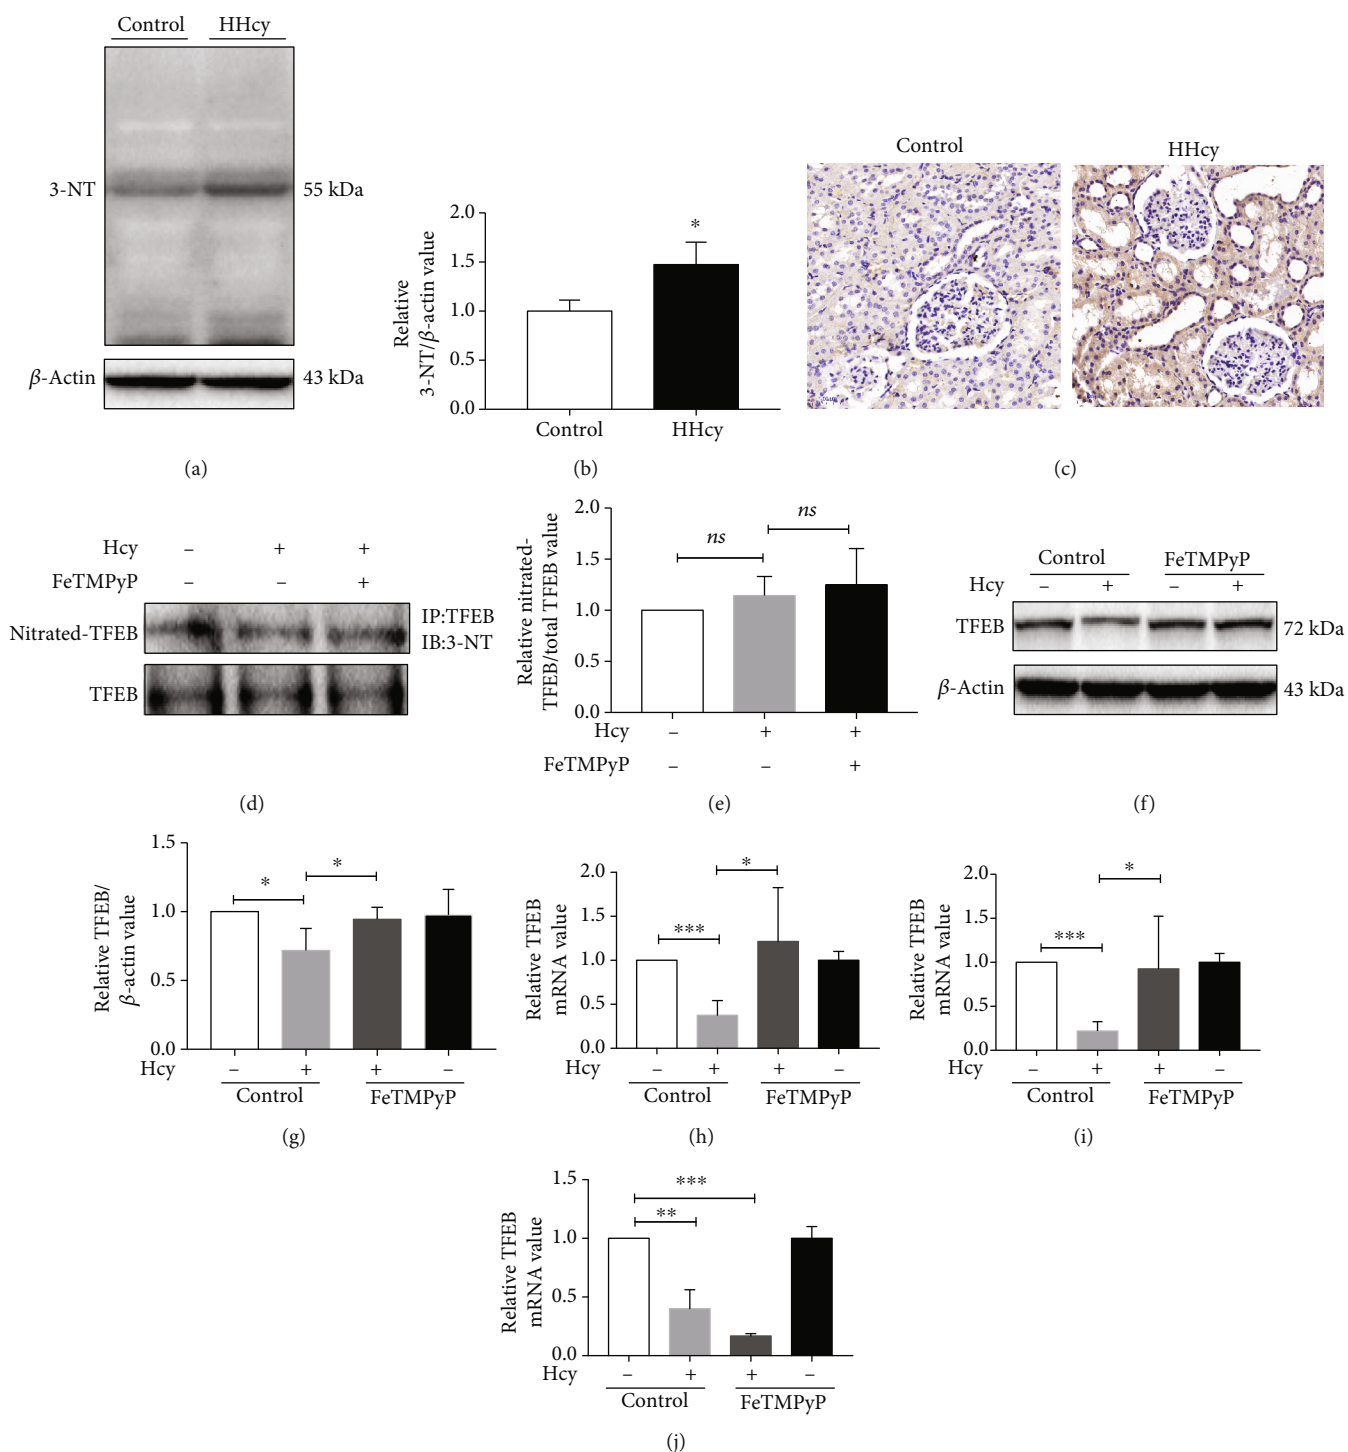 Control HHcy
3-NT
55 kDa
β-Actin
43 kDa
(a)
Relative
3-NT/β-actin value
2.0
1.5
1.0
0.5
0.0
*
Control HHcy
(b)
Control
HHcy
(c)
Hcy – + +
FeTMPyP – – +
Nitrated-TFEB
IP:TFEB
IB:3-NT
TFEB
(d)
Relative nitrated-
TFEB/total TFEB value
2.0
1.5
1.0
0.5
0.0
ns
ns
Hcy – + +
FeTMPyP – – +
(e)
Control FeTMPyP
Hcy – + – +
TFEB
72 kDa
β-Actin
43 kDa
(f)
Relative TFEB/
β-actin value
1.5
1.0
0.5
0.0
*
*
Hcy – + + –
Control FeTMPyP
(g)
Relative TFEB
mRNA value
2.0
1.5
1.0
0.5
0.0
***
*
Hcy – + + –
Control FeTMPyP
(h)
Relative TFEB
mRNA value
2.0
1.5
1.0
0.5
0.0
***
*
Hcy – + + –
Control FeTMPyP
(i)
Relative TFEB
mRNA value
1.5
1.0
0.5
0.0
***
**
Hcy – + + –
Control FeTMPyP
(j)